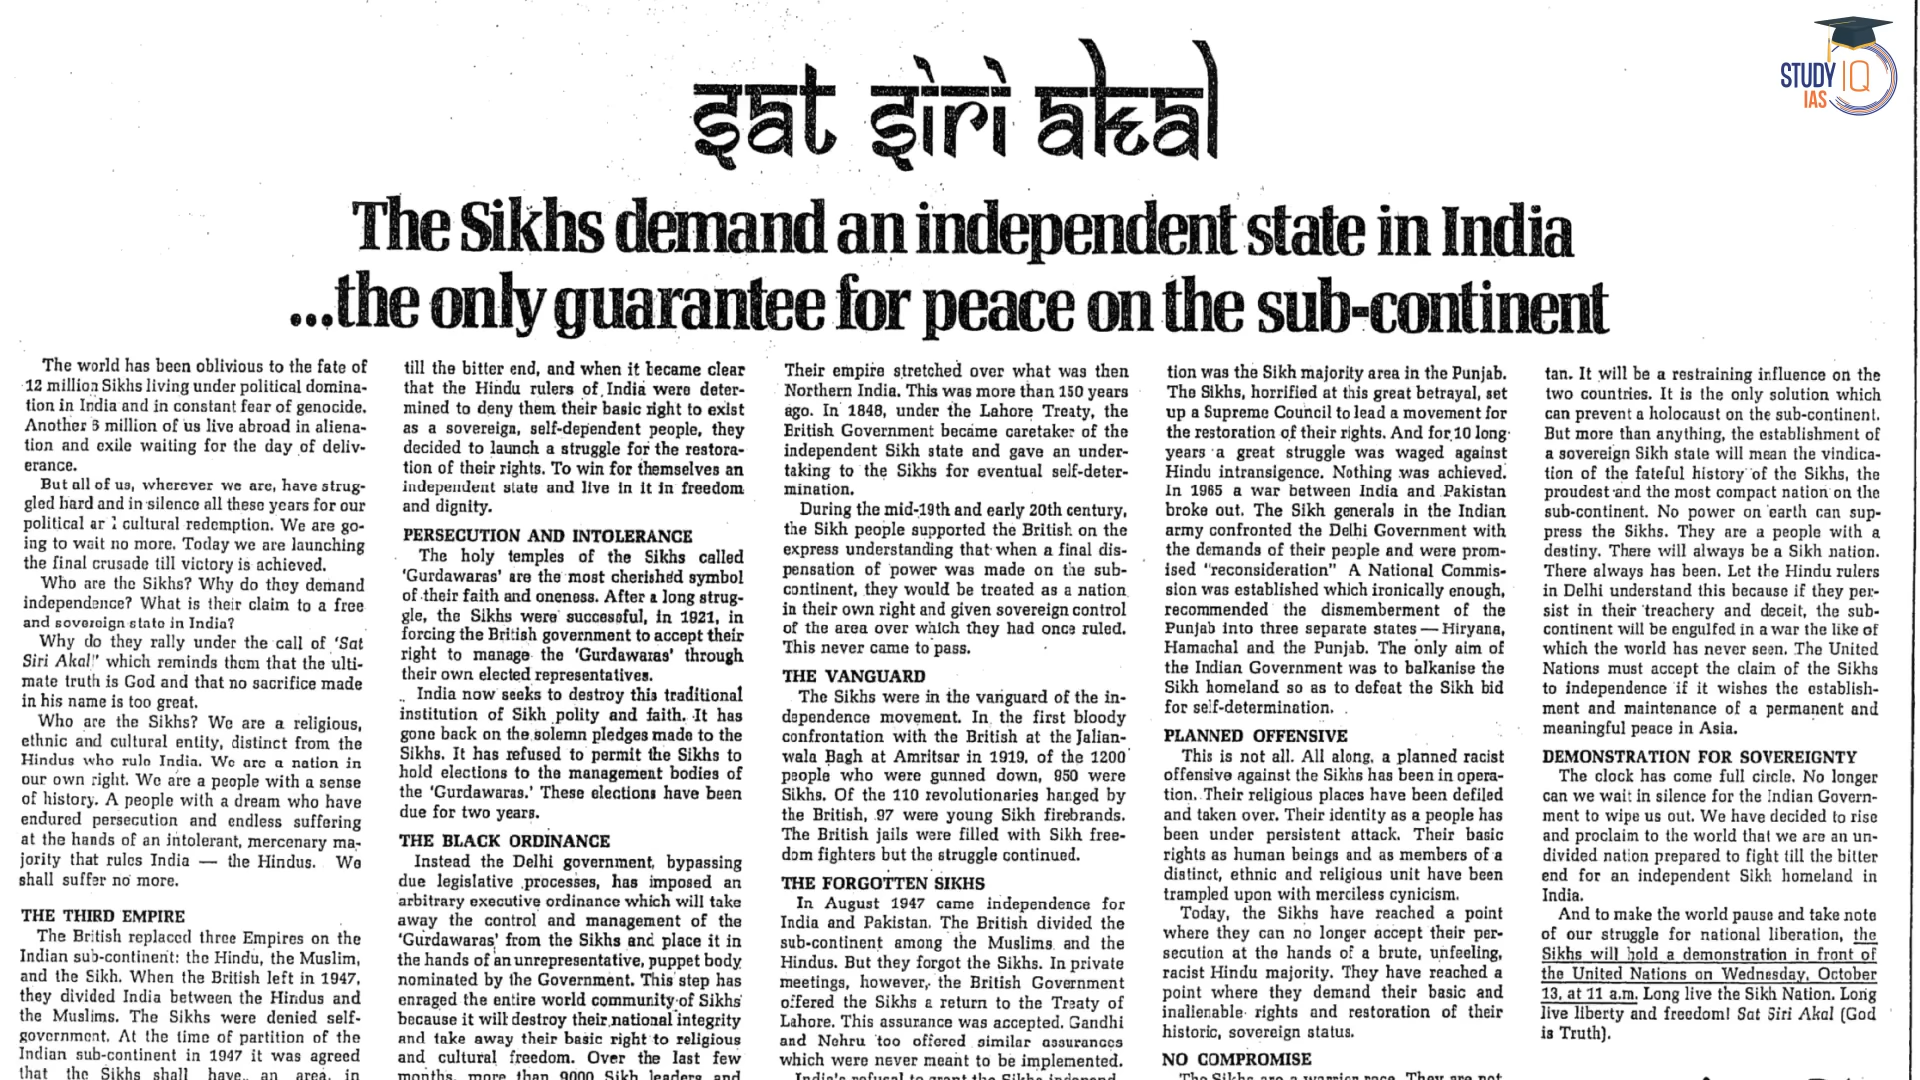 STUDY IQ
IAS
sat siri akal
The Sikhs demand an independent state in India
...the only guarantee for peace on the sub-continent
The world has been oblivious to the fate of
12 million Sikhs living under political domina-
tion in India and in constant fear of genocide.
Another 3 million of us live abroad in aliena-
tion and exile waiting for the day of deliv-
erance.
But all of us, wherever we are, have strug-
gled hard and in silence all these years for our
political cultural redemption. We are go-
ing to wait no more. Today we are launching
the final crusade till victory is achieved.
Who are the Sikhs? Why do they demand
independence? What is their claim to a free
and sovereign state in India?
Why do they rally under the call of 'Sat
Siri Akal' which reminds them that the ulti-
mate truth is God and that no sacrifice made
in his name is too great.
Who are the Sikhs? We are a religious,
ethnic and cultural entity, distinct from the
Hindus who rule India. We are a nation in
our own right. We are a people with a sense
of history. A people with a dream who have
endured persecution and endless suffering
at the hands of an intolerant, mercenary ma-
jority that rules India — the Hindus. We
shall suffer no more.
THE THIRD EMPIRE
The British replaced three Empires on the
Indian sub-continent: the Hindu, the Muslim,
and the Sikh. When the British left in 1947,
they divided India between the Hindus and
the Muslims. The Sikhs were denied self-
government. At the time of partition of the
Indian sub-continent in 1947 it was agreed
that the Sikhs shall have an area, in
till the bitter end, and when it became clear
that the Hindu rulers of India were deter-
mined to deny them their basic right to exist
as a sovereign, self-dependent people, they
decided to launch a struggle for the restora-
tion of their rights. To win for themselves an
independent state and live in it in freedom
and dignity.
PERSECUTION AND INTOLERANCE
The holy temples of the Sikhs called
'Gurdawaras' are the most cherished symbol
of their faith and oneness. After a long strug-
gle, the Sikhs were successful, in 1921, in
forcing the British government to accept their
right to manage the 'Gurdawaras' through
their own elected representatives.
India now seeks to destroy this traditional
institution of Sikh polity and faith. It has
gone back on the solemn pledges made to the
Sikhs. It has refused to permit the Sikhs to
hold elections to the management bodies of
the 'Gurdawaras.' These elections have been
due for two years.
THE BLACK ORDINANCE
Instead the Delhi government, bypassing
due legislative processes, has imposed an
arbitrary executive ordinance which will take
away the control and management of the
'Gurdawaras' from the Sikhs and place it in
the hands of an unrepresentative, puppet body
nominated by the Government. This step has
enraged the entire world community of Sikhs
because it will destroy their national integrity
and take away their basic right to religious
and cultural freedom. Over the last few
months, more than 9000 Sikh leaders and
Their empire stretched over what was then
Northern India. This was more than 150 years
ago. In 1848, under the Lahore Treaty, the
British Government became caretaker of the
independent Sikh state and gave an under-
taking to the Sikhs for eventual self-deter-
mination.
During the mid-19th and early 20th century,
the Sikh people supported the British on the
express understanding that when a final dis-
pensation of power was made on the sub-
continent, they would be treated as a nation
in their own right and given sovereign control
of the area over which they had once ruled.
This never came to pass.
THE VANGUARD
The Sikhs were in the vanguard of the in-
dependence movement. In the first bloody
confrontation with the British at the Jalian-
wala Bagh at Amritsar in 1919, of the 1200
people who were gunned down, 950 were
Sikhs. Of the 110 revolutionaries hanged by
the British, 97 were young Sikh firebrands.
The British jails were filled with Sikh free-
dom fighters but the struggle continued.
THE FORGOTTEN SIKHS
In August 1947 came independence for
India and Pakistan. The British divided the
sub-continent among the Muslims and the
Hindus. But they forgot the Sikhs. In private
meetings, however, the British Government
offered the Sikhs a return to the Treaty of
Lahore. This assurance was accepted. Gandhi
and Nehru too offered similar assurances
which were never meant to be implemented.
India's refusal to grant the Sikhs independ-
tion was the Sikh majority area in the Punjab.
The Sikhs, horrified at this great betrayal, set
up a Supreme Council to lead a movement for
the restoration of their rights. And for 10 long
years a great struggle was waged against
Hindu intransigence. Nothing was achieved.
In 1965 a war between India and Pakistan
broke out. The Sikh generals in the Indian
army confronted the Delhi Government with
the demands of their people and were prom-
ised "reconsideration" A National Commis-
sion was established which ironically enough,
recommended the dismemberment of the
Punjab into three separate states — Hiryana,
Hamachal and the Punjab. The only aim of
the Indian Government was to balkanise the
Sikh homeland so as to defeat the Sikh bid
for self-determination.
PLANNED OFFENSIVE
This is not all. All along, a planned racist
offensive against the Sikhs has been in opera-
tion. Their religious places have been defiled
and taken over. Their identity as a people has
been under persistent attack. Their basic
rights as human beings and as members of a
distinct, ethnic and religious unit have been
trampled upon with merciless cynicism.
Today, the Sikhs have reached a point
where they can no longer accept their per-
secution at the hands of a brute, unfeeling,
racist Hindu majority. They have reached a
point where they demand their basic and
inalienable rights and restoration of their
historic, sovereign status.
NO COMPROMISE
The Sikhs are a warrior race. They are not
tan. It will be a restraining influence on the
two countries. It is the only solution which
can prevent a holocaust on the sub-continent.
But more than anything, the establishment of
a sovereign Sikh state will mean the vindica-
tion of the fateful history of the Sikhs, the
proudest and the most compact nation on the
sub-continent. No power on earth can sup-
press the Sikhs. They are a people with a
destiny. There will always be a Sikh nation.
There always has been. Let the Hindu rulers
in Delhi understand this because if they per-
sist in their treachery and deceit, the sub-
continent will be engulfed in a war the like of
which the world has never seen. The United
Nations must accept the claim of the Sikhs
to independence if it wishes the establish-
ment and maintenance of a permanent and
meaningful peace in Asia.
DEMONSTRATION FOR SOVEREIGNTY
The clock has come full circle. No longer
can we wait in silence for the Indian Govern-
ment to wipe us out. We have decided to rise
and proclaim to the world that we are an un-
divided nation prepared to fight till the bitter
end for an independent Sikh homeland in
India.
And to make the world pause and take note
of our struggle for national liberation, the
Sikhs will hold a demonstration in front of
the United Nations on Wednesday, October
13, at 11 a.m. Long live the Sikh Nation. Long
live liberty and freedom! Sat Siri Akal (God
is Truth).